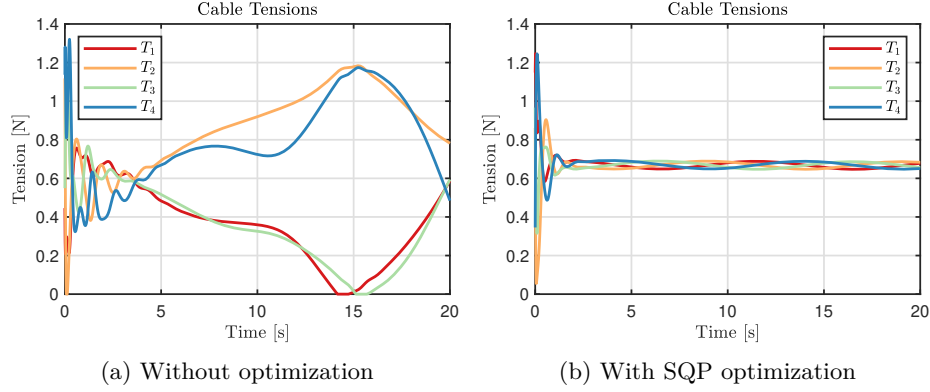 Cable Tensions
1.4
1.2
1
0.8
0.6
0.4
0.2
0
Tension [N]
T1
T2
T3
T4
0 5 10 15 20
Time [s]
(a) Without optimization
Cable Tensions
1.4
1.2
1
0.8
0.6
0.4
0.2
0
Tension [N]
T1
T2
T3
T4
0 5 10 15 20
Time [s]
(b) With SQP optimization